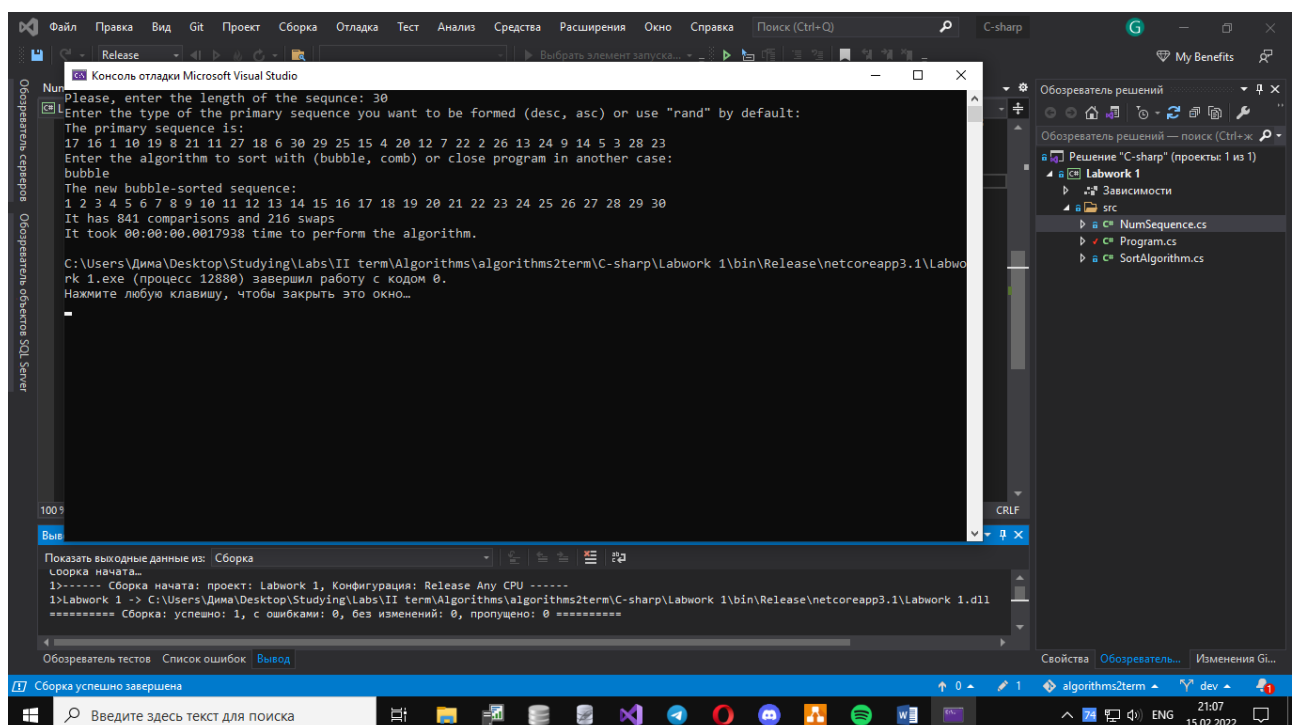 Файл Правка Вид Git Проект Сборка Отладка Тест Анализ Средства Расширения Окно Справка Поиск (Ctrl+Q) C-sharp G
Release Выбрать элемент запуска... My Benefits
Консоль отладки Microsoft Visual Studio
Обозреватель серверов
Обозреватель объектов SQL Server
Num
Please, enter the length of the sequnce: 30
Enter the type of the primary sequence you want to be formed (desc, asc) or use "rand" by default:
The primary sequence is:
17 16 1 10 19 8 21 11 27 18 6 30 29 25 15 4 20 12 7 22 2 26 13 24 9 14 5 3 28 23
Enter the algorithm to sort with (bubble, comb) or close program in another case:
bubble
The new bubble-sorted sequence:
1 2 3 4 5 6 7 8 9 10 11 12 13 14 15 16 17 18 19 20 21 22 23 24 25 26 27 28 29 30
It has 841 comparisons and 216 swaps
It took 00:00:00.0017938 time to perform the algorithm.
C:\Users\Дима\Desktop\Studying\Labs\II term\Algorithms\algorithms2term\C-sharp\Labwork 1\bin\Release\netcoreapp3.1\Labwo
rk 1.exe (процесс 12880) завершил работу с кодом 0.
Нажмите любую клавишу, чтобы закрыть это окно…
Обозреватель решений
Обозреватель решений — поиск (Ctrl+ж
Решение "C-sharp" (проекты: 1 из 1)
Labwork 1
Зависимости
src
NumSequence.cs
Program.cs
SortAlgorithm.cs
100 %
CRLF
Выв
Показать выходные данные из: Сборка
Сборка начата…
1>------ Сборка начата: проект: Labwork 1, Конфигурация: Release Any CPU ------
1>Labwork 1 -> C:\Users\Дима\Desktop\Studying\Labs\II term\Algorithms\algorithms2term\C-sharp\Labwork 1\bin\Release\netcoreapp3.1\Labwork 1.dll
========== Сборка: успешно: 1, с ошибками: 0, без изменений: 0, пропущено: 0 ==========
Обозреватель тестов Список ошибок Вывод
Свойства Обозреватель... Изменения Gi...
Сборка успешно завершена
0 1 algorithms2term dev 1
Введите здесь текст для поиска
74 ENG 21:07
15.02.2022